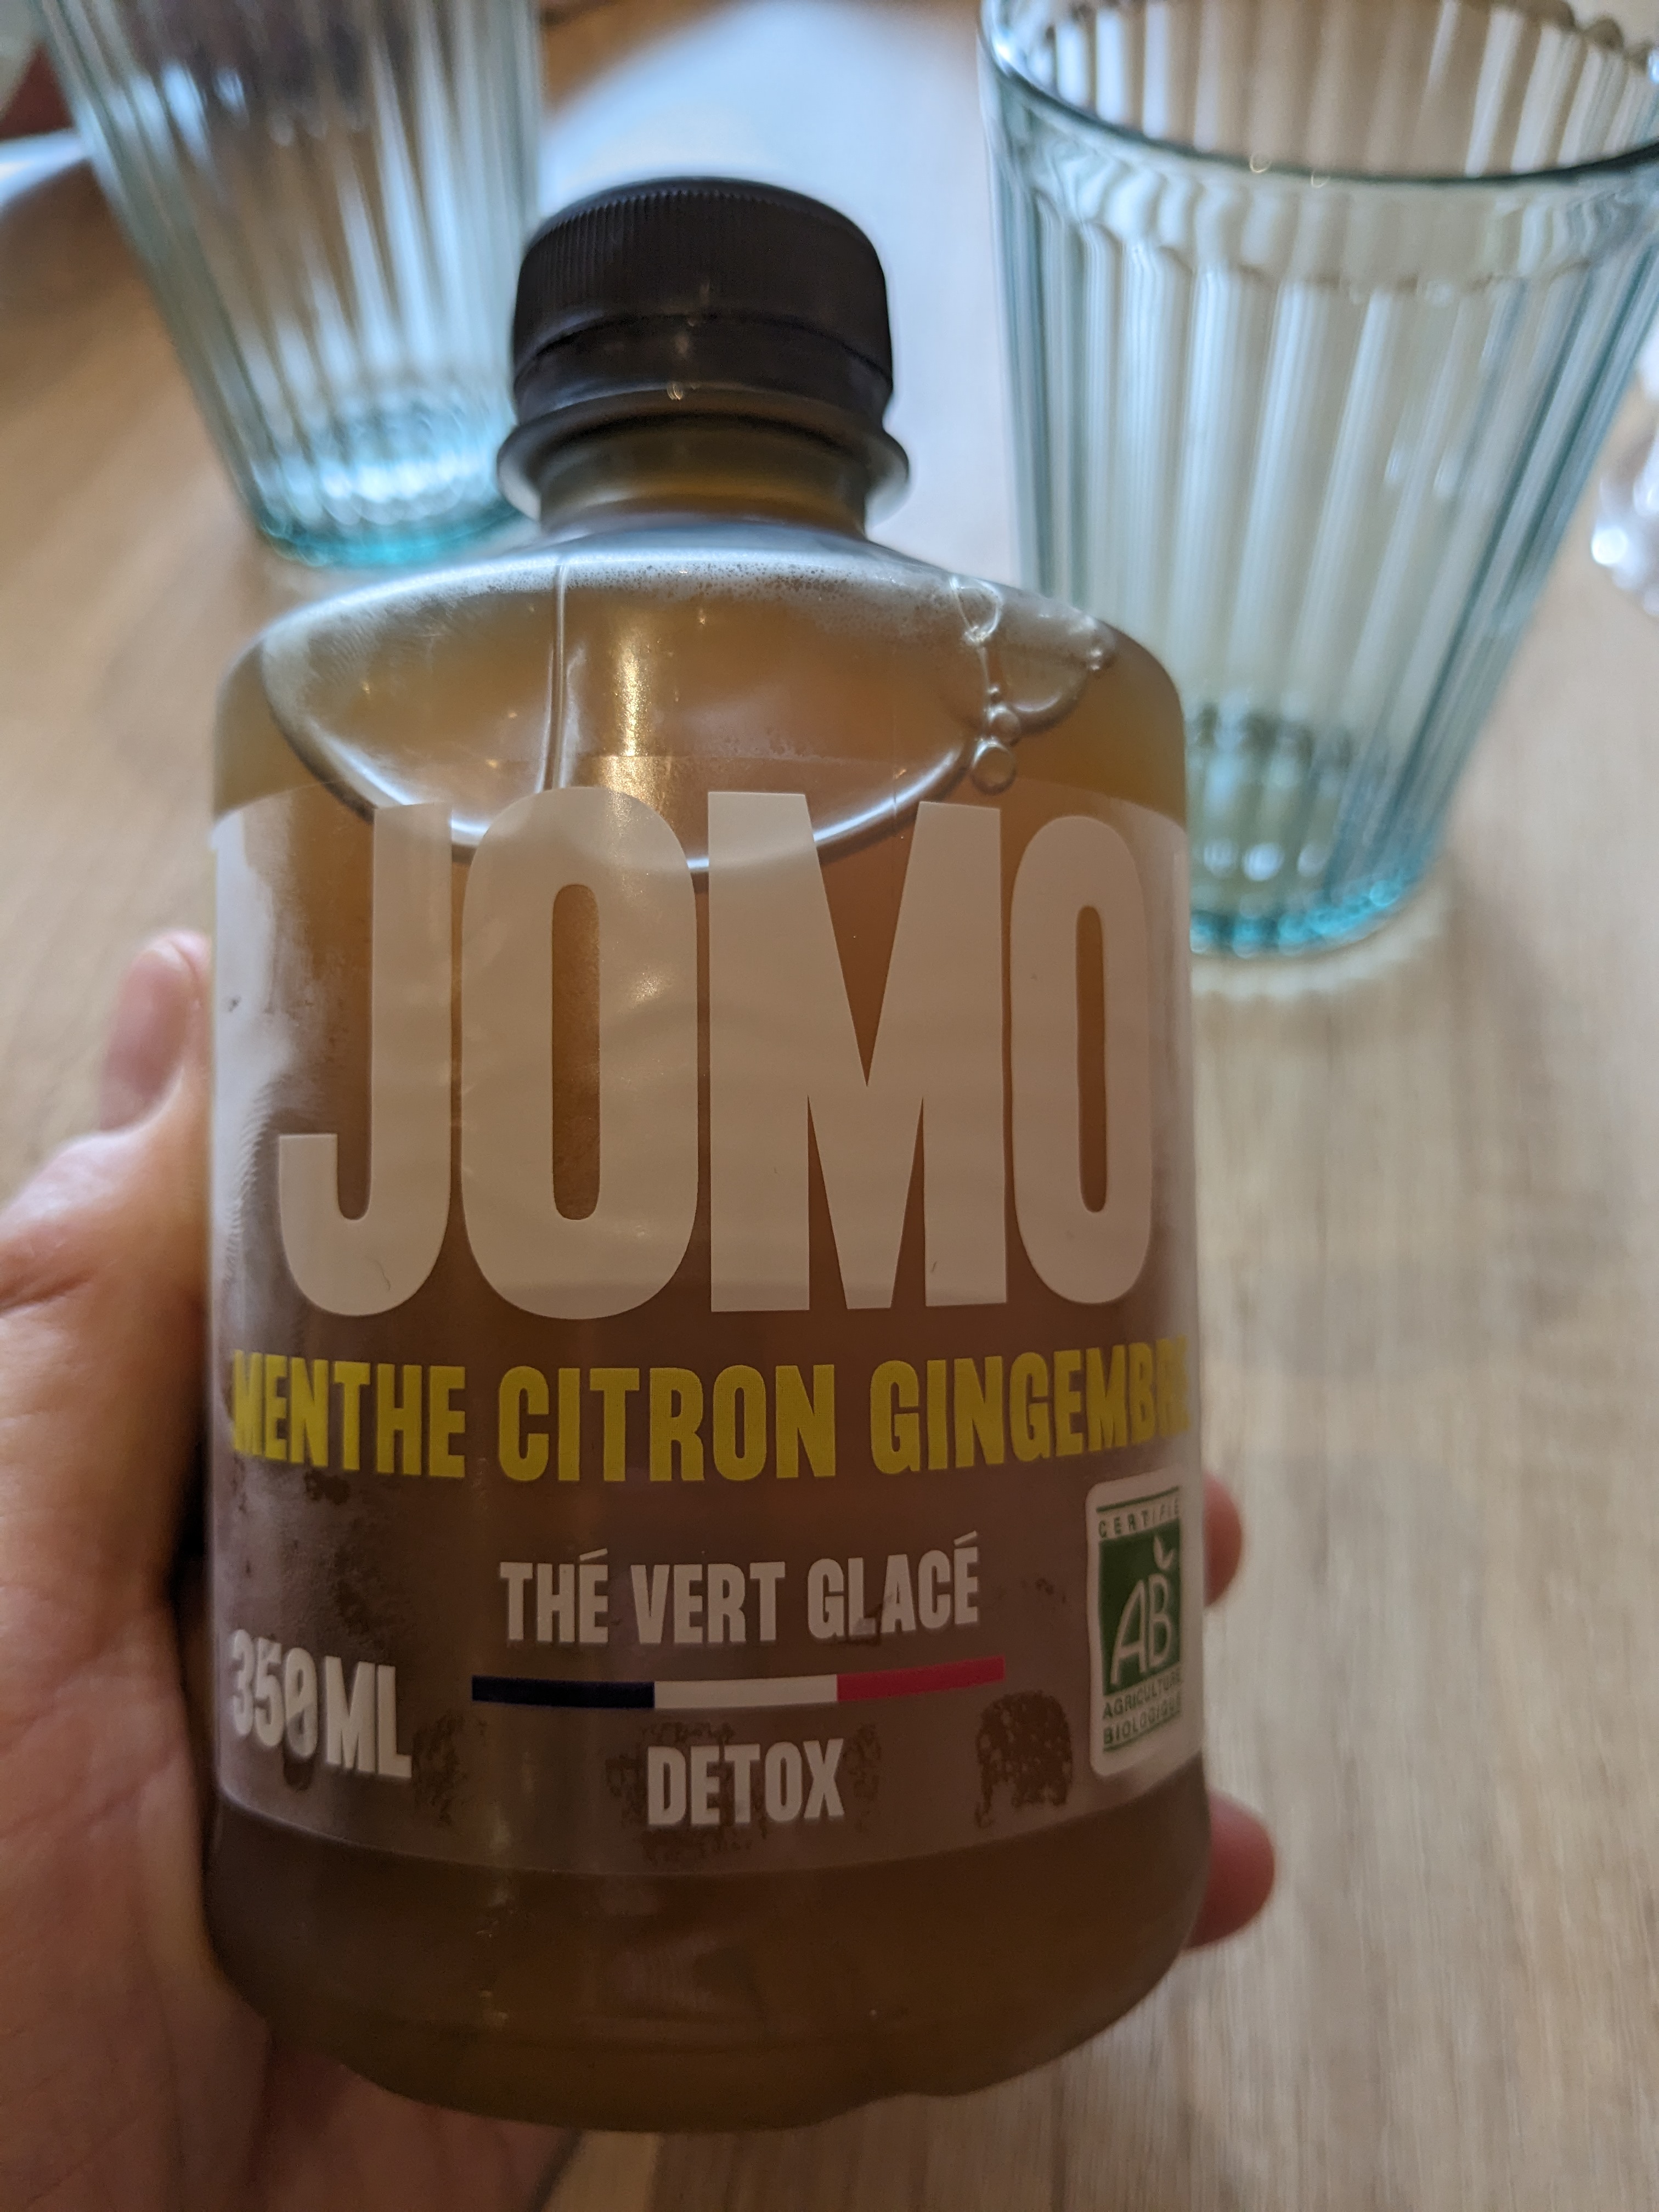 JOMO
MENTHE CITRON GINGEMBRE
THÉ VERT GLACÉ
350ML
DETOX
CERTIFIÉ
AB
AGRICULTURE
BIOLOGIQUE